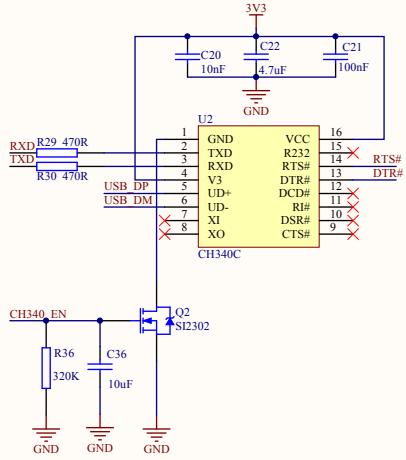 3V3
C20
10nF
C22
4.7uF
C21
100nF
GND
U2
1 GND VCC 16
RXD R29 470R 2 TXD R232 15
TXD R30 470R 3 RXD RTS# 14 RTS#
4 V3 DTR# 13 DTR#
USB_DP 5 UD+ DCD# 12
USB_DM 6 UD- RI# 11
7 XI DSR# 10
8 XO CTS# 9
CH340C
CH340_EN
Q2
SI2302
R36
320K
C36
10uF
GND
GND
GND